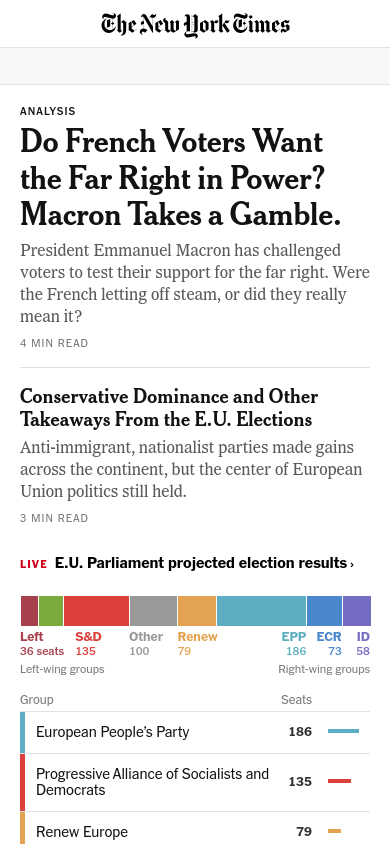 The New York Times
ANALYSIS
Do French Voters Want
the Far Right in Power?
Macron Takes a Gamble.
President Emmanuel Macron has challenged
voters to test their support for the far right. Were
the French letting off steam, or did they really
mean it?
4 MIN READ
Conservative Dominance and Other
Takeaways From the E.U. Elections
Anti-immigrant, nationalist parties made gains
across the continent, but the center of European
Union politics still held.
3 MIN READ
LIVE E.U. Parliament projected election results ›
Left S&D Other Renew EPP ECR ID
36 seats 135 100 79 186 73 58
Left-wing groups Right-wing groups
Group Seats
European People’s Party 186
Progressive Alliance of Socialists and
Democrats 135
Renew Europe 79